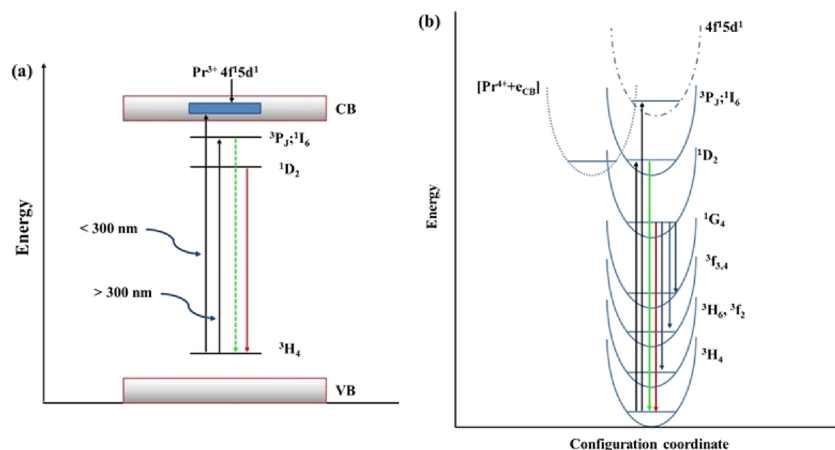 (a)
Pr³⁺ 4f¹5d¹
CB
³P_J;¹I₆
¹D₂
Energy
< 300 nm
> 300 nm
³H₄
VB
(b)
4f¹5d¹
[Pr⁴⁺+e_CB]
³P_J;¹I₆
¹D₂
¹G₄
Energy
³f₃,₄
³H₆, ³f₂
³H₄
Configuration coordinate